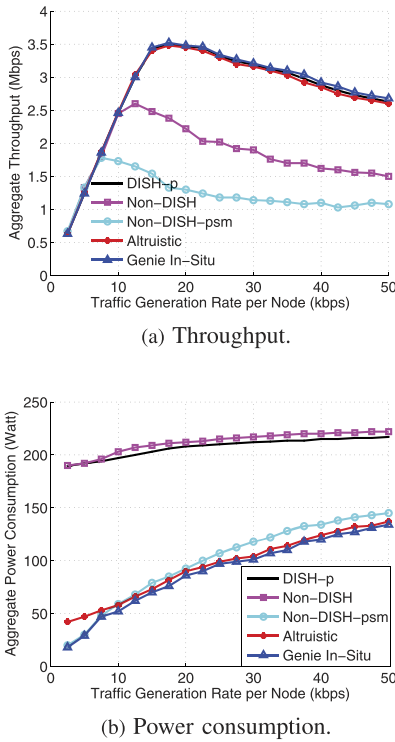 4
3.5
3
2.5
2
1.5
1
0.5
0
Aggregate Throughput (Mbps)
DISH−p
Non−DISH
Non−DISH−psm
Altruistic
Genie In−Situ
0 10 20 30 40 50
Traffic Generation Rate per Node (kbps)
(a) Throughput.
250
200
150
100
50
0
Aggregate Power Consumption (Watt)
DISH−p
Non−DISH
Non−DISH−psm
Altruistic
Genie In−Situ
0 10 20 30 40 50
Traffic Generation Rate per Node (kbps)
(b) Power consumption.